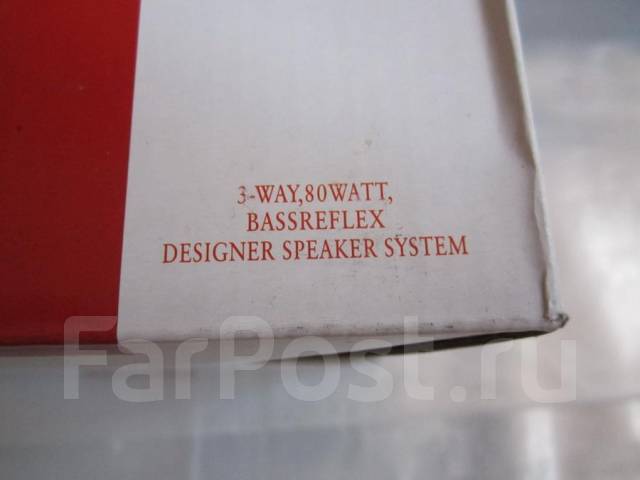 3-WAY,80WATT,
BASSREFLEX
DESIGNER SPEAKER SYSTEM
FarPost.ru